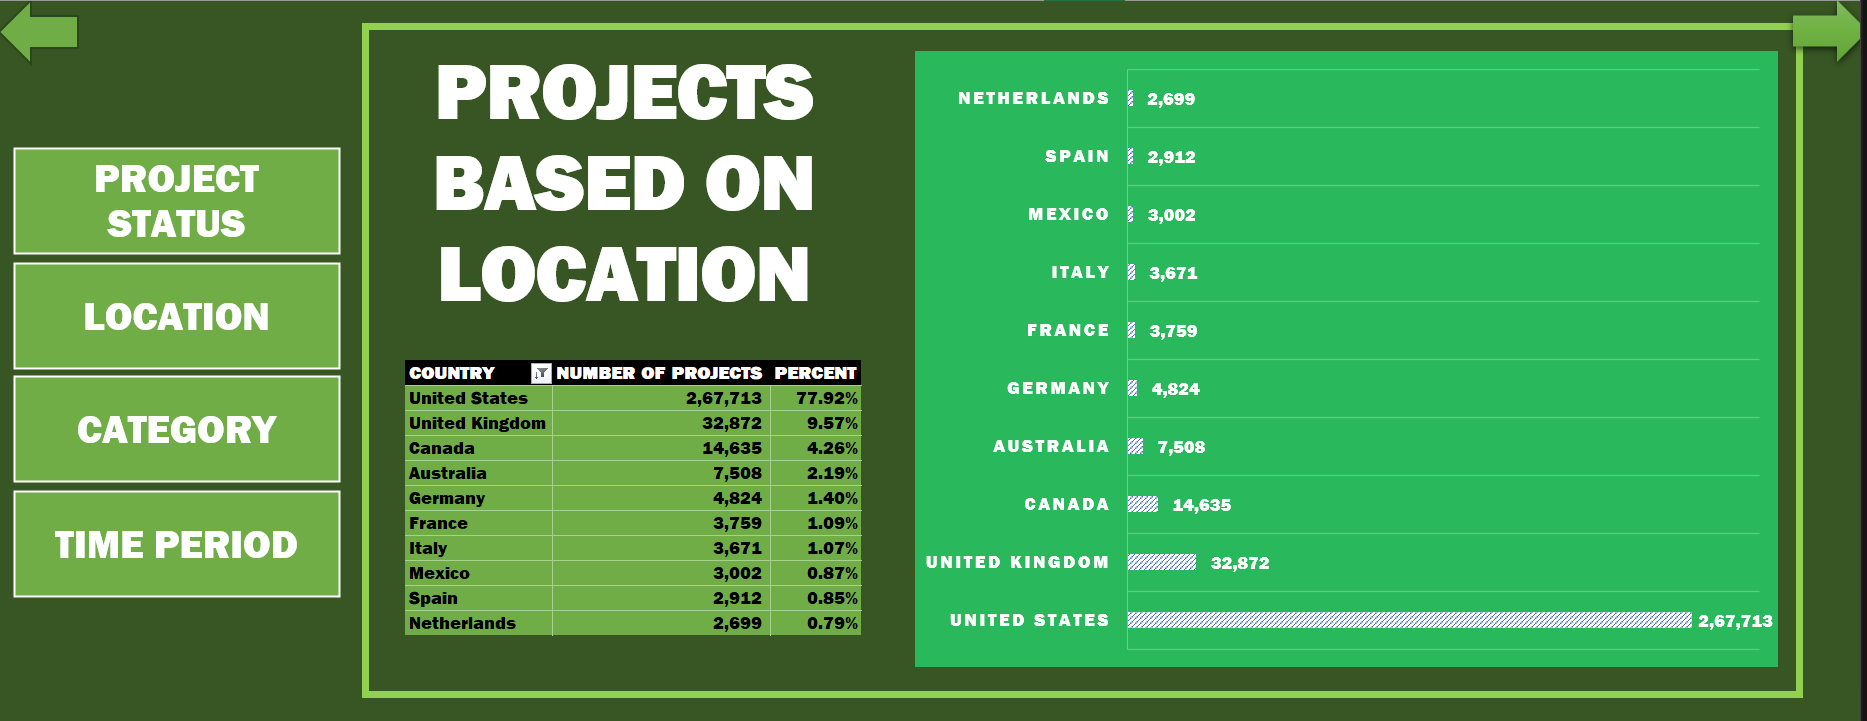 PROJECT
STATUS
LOCATION
CATEGORY
TIME PERIOD
PROJECTS
BASED ON
LOCATION
COUNTRY NUMBER OF PROJECTS PERCENT
United States 2,67,713 77.92%
United Kingdom 32,872 9.57%
Canada 14,635 4.26%
Australia 7,508 2.19%
Germany 4,824 1.40%
France 3,759 1.09%
Italy 3,671 1.07%
Mexico 3,002 0.87%
Spain 2,912 0.85%
Netherlands 2,699 0.79%
NETHERLANDS 2,699
SPAIN 2,912
MEXICO 3,002
ITALY 3,671
FRANCE 3,759
GERMANY 4,824
AUSTRALIA 7,508
CANADA 14,635
UNITED KINGDOM 32,872
UNITED STATES 2,67,713